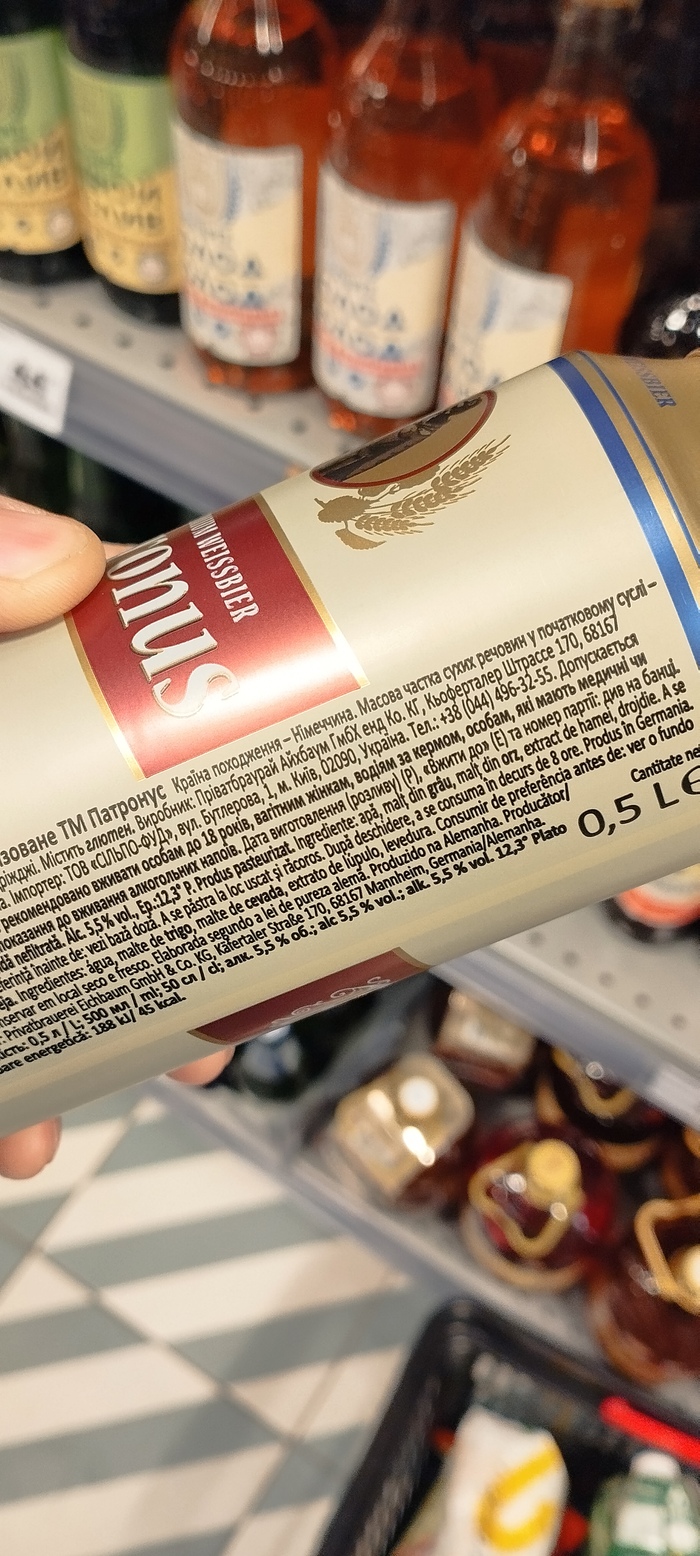 WEISSBIER
onus
WEISSBIER
зоване ТМ Патронус Країна походження – Німеччина. Масова частка сухих речовин у початковому суслі –
ріжджі. Містить глютен. Виробник: Пріватбраурай Айхбаум ГмбХ енд Ко. КГ, Кьоферталер Штрассе 170, 68167
а. Імпортер: ТОВ «СІЛЬПО-ФУД», вул. Бутлерова, 1, м. Київ, 02090, Україна. Тел.: +38 (044) 496-32-55. Допускається
рекомендовано вживати особам до 18 років, вагітним жінкам, водіям за кермом, особам, які мають медичні чи
показання до вживання алкогольних напоїв. Дата виготовлення (розливу) (P), «Вжити до» (E) та номер партії: див на банці.
dă nefiltrată. Alc. 5,5 % vol., Ep.:12,3° P. Produs pasteurizat. Ingrediente: apă, malț din grâu, malț din orz, extract de hamei, drojdie. A se
ferință înainte de: vezi bază doză. A se păstra la loc uscat și răcoros. După deschidere, a se consuma în decurs de 8 ore. Produs în Germania.
ja. Ingredientes: água, malte de trigo, malte de cevada, extrato de lúpulo, levedura. Consumir de preferência antes de: ver o fundo
nservar em local seco e fresco. Elaborada segundo a lei de pureza alemã. Produzido na Alemanha. Producător/
: Privatbrauerei Eichbaum GmbH & Co. KG, Käfertaler Straße 170, 68167 Mannheim, Germania/Alemanha.
ість: 0,5 л / L; 500 мл / ml; 50 сл / cl; алк. 5,5 % об.; alc 5,5 % vol.; alk. 5,5 % vol. 12,3° Plato
are energetică: 188 kJ/ 45 kcal.
Cantitate ne
0,5 L e